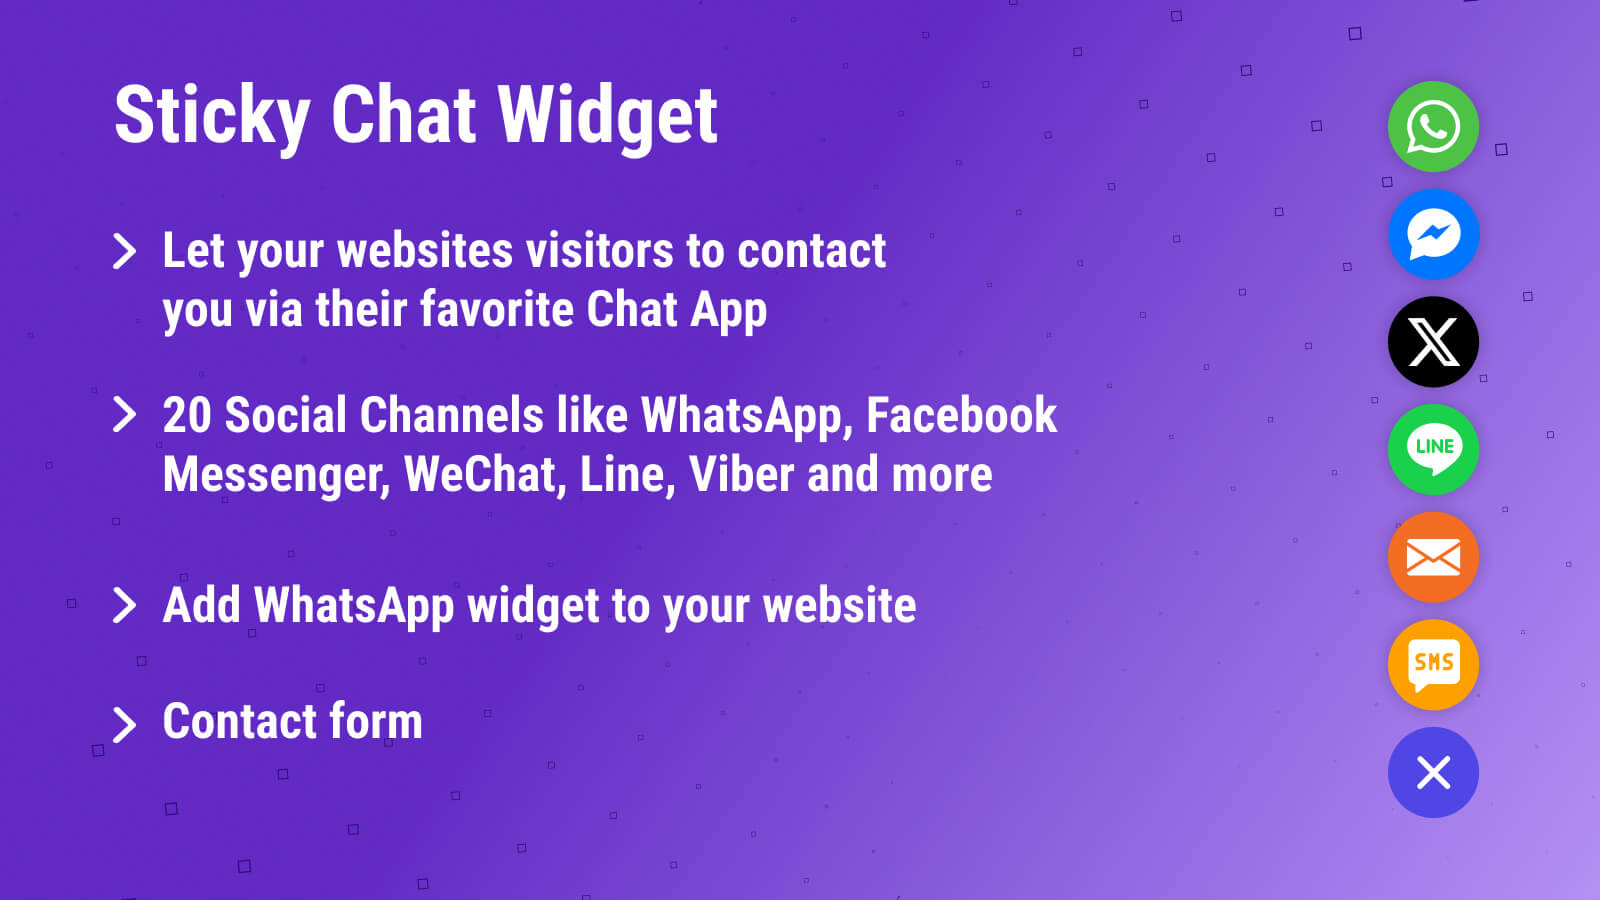 Sticky Chat Widget
Let your websites visitors to contact
you via their favorite Chat App
20 Social Channels like WhatsApp, Facebook
Messenger, WeChat, Line, Viber and more
Add WhatsApp widget to your website
Contact form
LINE
SMS